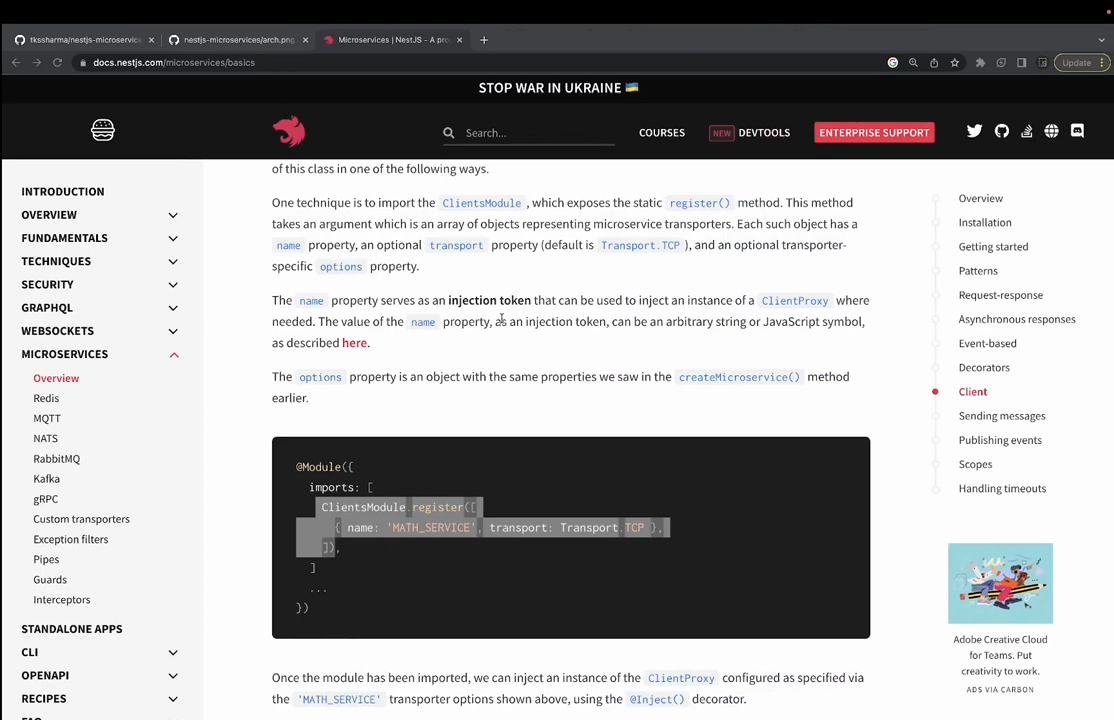 tkssharma/nestjs-microservice
nestjs-microservices/arch.png
Microservices | NestJS - A pro
docs.nestjs.com/microservices/basics
Update
STOP WAR IN UKRAINE 🇺🇦
Search...
COURSES
NEW
DEVTOOLS
ENTERPRISE SUPPORT
INTRODUCTION
OVERVIEW
FUNDAMENTALS
TECHNIQUES
SECURITY
GRAPHQL
WEBSOCKETS
MICROSERVICES
Overview
Redis
MQTT
NATS
RabbitMQ
Kafka
gRPC
Custom transporters
Exception filters
Pipes
Guards
Interceptors
STANDALONE APPS
CLI
OPENAPI
RECIPES
of this class in one of the following ways.
One technique is to import the ClientsModule , which exposes the static register() method. This method
takes an argument which is an array of objects representing microservice transporters. Each such object has a
name property, an optional transport property (default is Transport.TCP ), and an optional transporter-
specific options property.
The name property serves as an injection token that can be used to inject an instance of a ClientProxy where
needed. The value of the name property, as an injection token, can be an arbitrary string or JavaScript symbol,
as described here.
The options property is an object with the same properties we saw in the createMicroservice() method
earlier.
@Module({
imports: [
ClientsModule.register([
{ name: 'MATH_SERVICE', transport: Transport.TCP },
]),
]
...
})
Once the module has been imported, we can inject an instance of the ClientProxy configured as specified via
the 'MATH_SERVICE' transporter options shown above, using the @Inject() decorator.
Overview
Installation
Getting started
Patterns
Request-response
Asynchronous responses
Event-based
Decorators
Client
Sending messages
Publishing events
Scopes
Handling timeouts
Adobe Creative Cloud
for Teams. Put
creativity to work.
ADS VIA CARBON